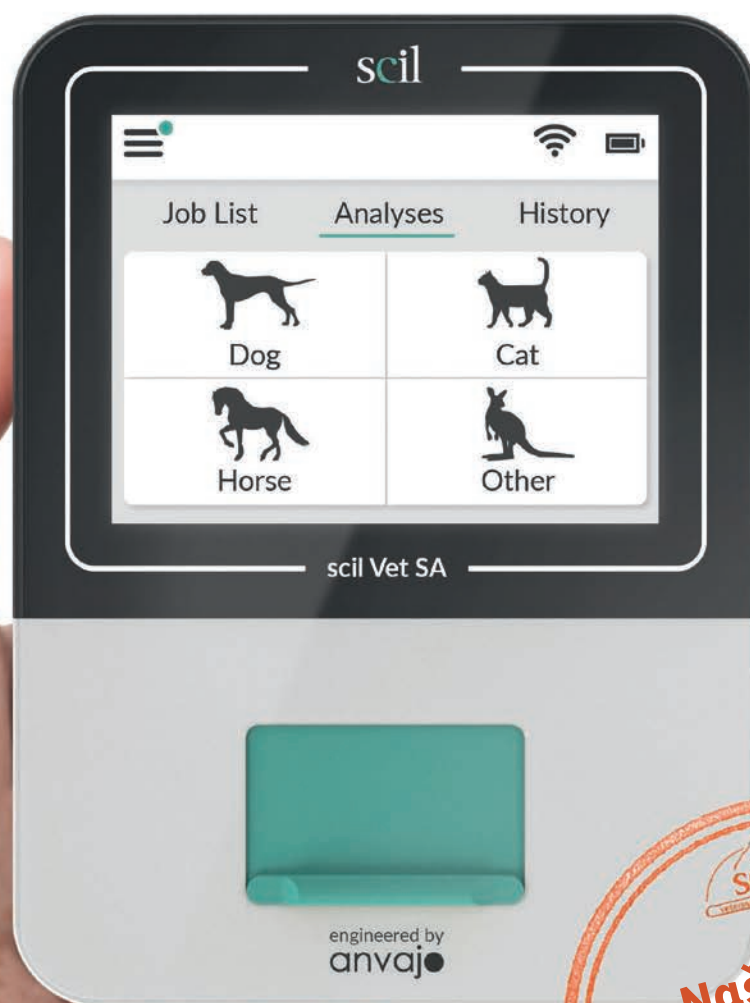 scil
Job List Analyses History
Dog Cat
Horse Other
scil Vet SA
engineered by
anvajo